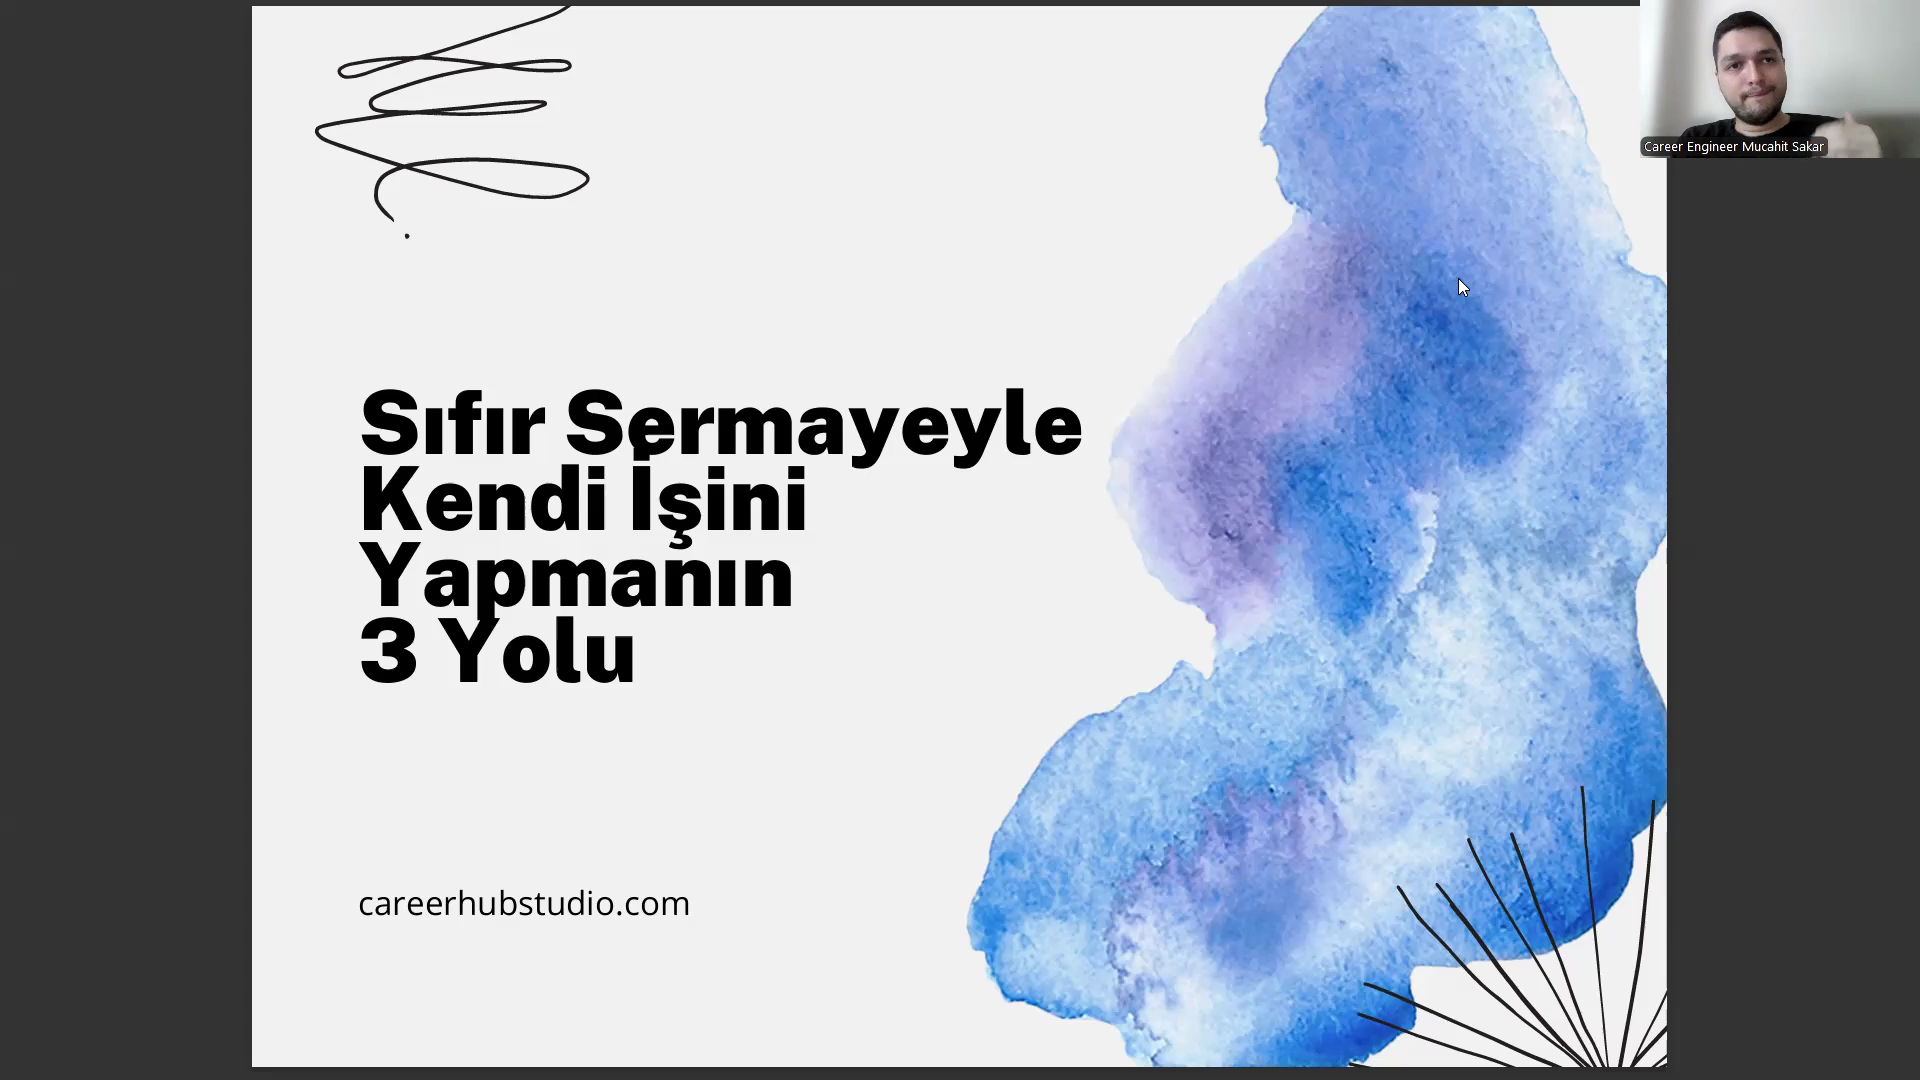 Career Engineer Mucahit Sakar
Sıfır Sermayeyle
Kendi İşini
Yapmanın
3 Yolu
careerhubstudio.com